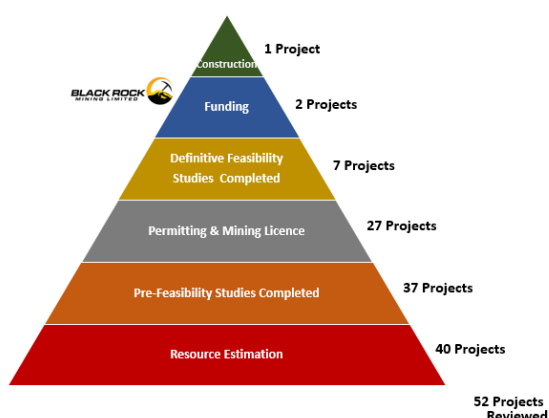 Construction
1 Project
BLACK ROCK
MINING LIMITED
Funding
2 Projects
Definitive Feasibility
Studies Completed
7 Projects
Permitting & Mining Licence
27 Projects
Pre-Feasibility Studies Completed
37 Projects
Resource Estimation
40 Projects
52 Projects
Reviewed